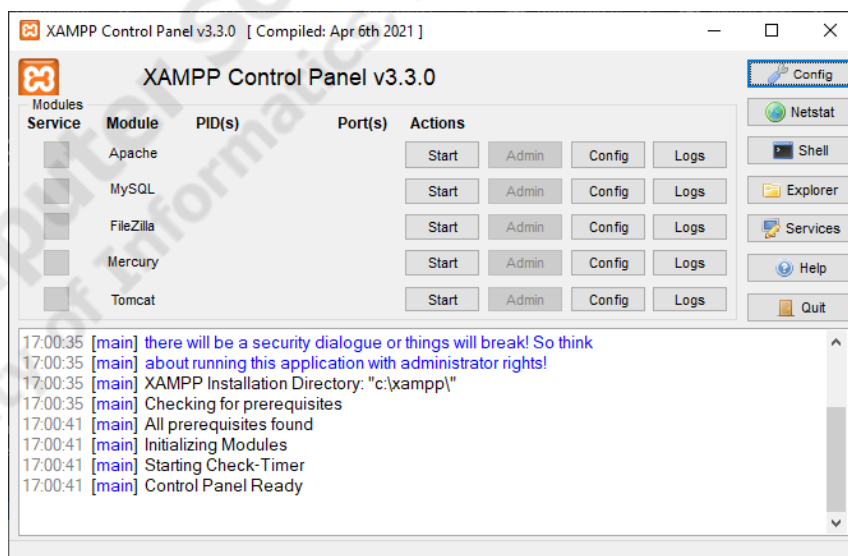 XAMPP Control Panel v3.3.0 [ Compiled: Apr 6th 2021 ]
XAMPP Control Panel v3.3.0
Config
Netstat
Shell
Explorer
Services
Help
Quit
Modules
Service Module PID(s) Port(s) Actions
Apache Start Admin Config Logs
MySQL Start Admin Config Logs
FileZilla Start Admin Config Logs
Mercury Start Admin Config Logs
Tomcat Start Admin Config Logs
17:00:35 [main] there will be a security dialogue or things will break! So think
17:00:35 [main] about running this application with administrator rights!
17:00:35 [main] XAMPP Installation Directory: "c:\xampp\"
17:00:35 [main] Checking for prerequisites
17:00:41 [main] All prerequisites found
17:00:41 [main] Initializing Modules
17:00:41 [main] Starting Check-Timer
17:00:41 [main] Control Panel Ready
of Informatics,